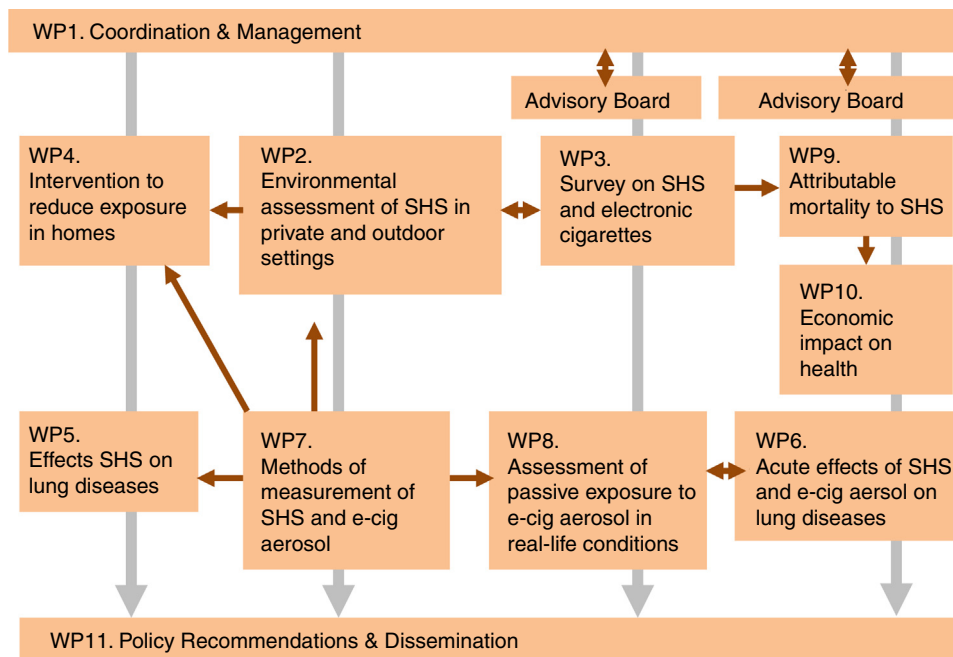 WP1. Coordination & Management
Advisory Board
Advisory Board
WP4.
Intervention to
reduce exposure
in homes
WP2.
Environmental
assessment of SHS in
private and outdoor
settings
WP3.
Survey on SHS
and electronic
cigarettes
WP9.
Attributable
mortality to SHS
WP10.
Economic
impact on
health
WP5.
Effects SHS on
lung diseases
WP7.
Methods of
measurement of
SHS and e-cig
aerosol
WP8.
Assessment of
passive exposure to
e-cig aerosol in
real-life conditions
WP6.
Acute effects of SHS
and e-cig aersol on
lung diseases
WP11. Policy Recommendations & Dissemination